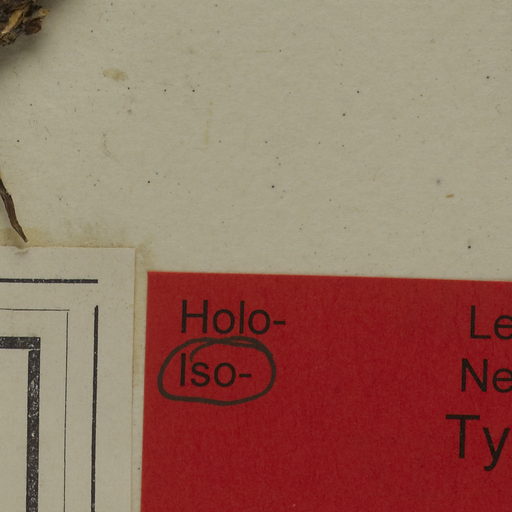 Holo- Le
Iso- Ne
Ty